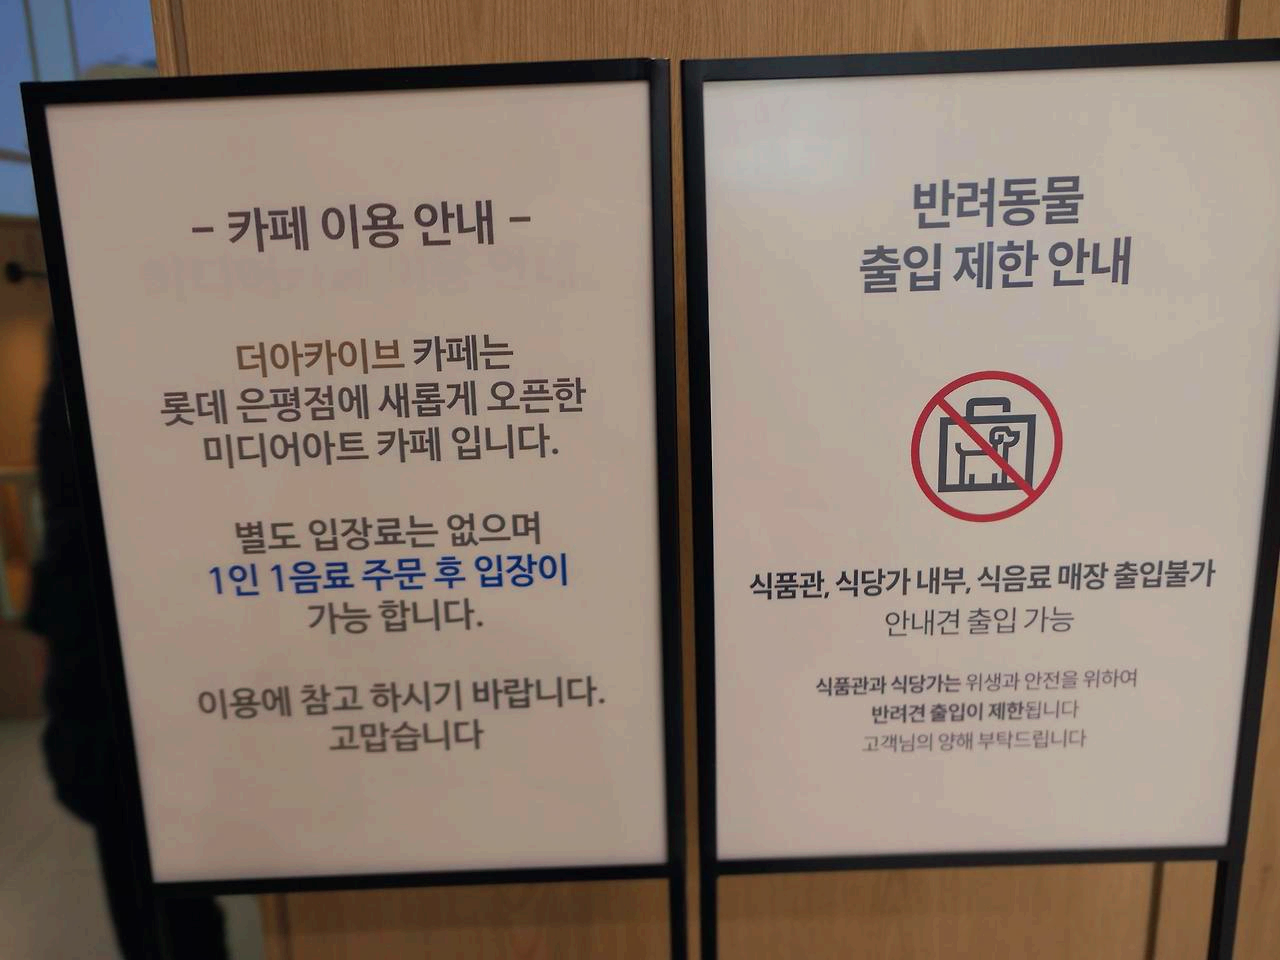 - 카페 이용 안내 -
더아카이브 카페는
롯데 은평점에 새롭게 오픈한
미디어아트 카페 입니다.
별도 입장료는 없으며
1인 1음료 주문 후 입장이
가능 합니다.
이용에 참고 하시기 바랍니다.
고맙습니다
반려동물
출입 제한 안내
식품관, 식당가 내부, 식음료 매장 출입불가
안내견 출입 가능
식품관과 식당가는 위생과 안전을 위하여
반려견 출입이 제한됩니다
고객님의 양해 부탁드립니다